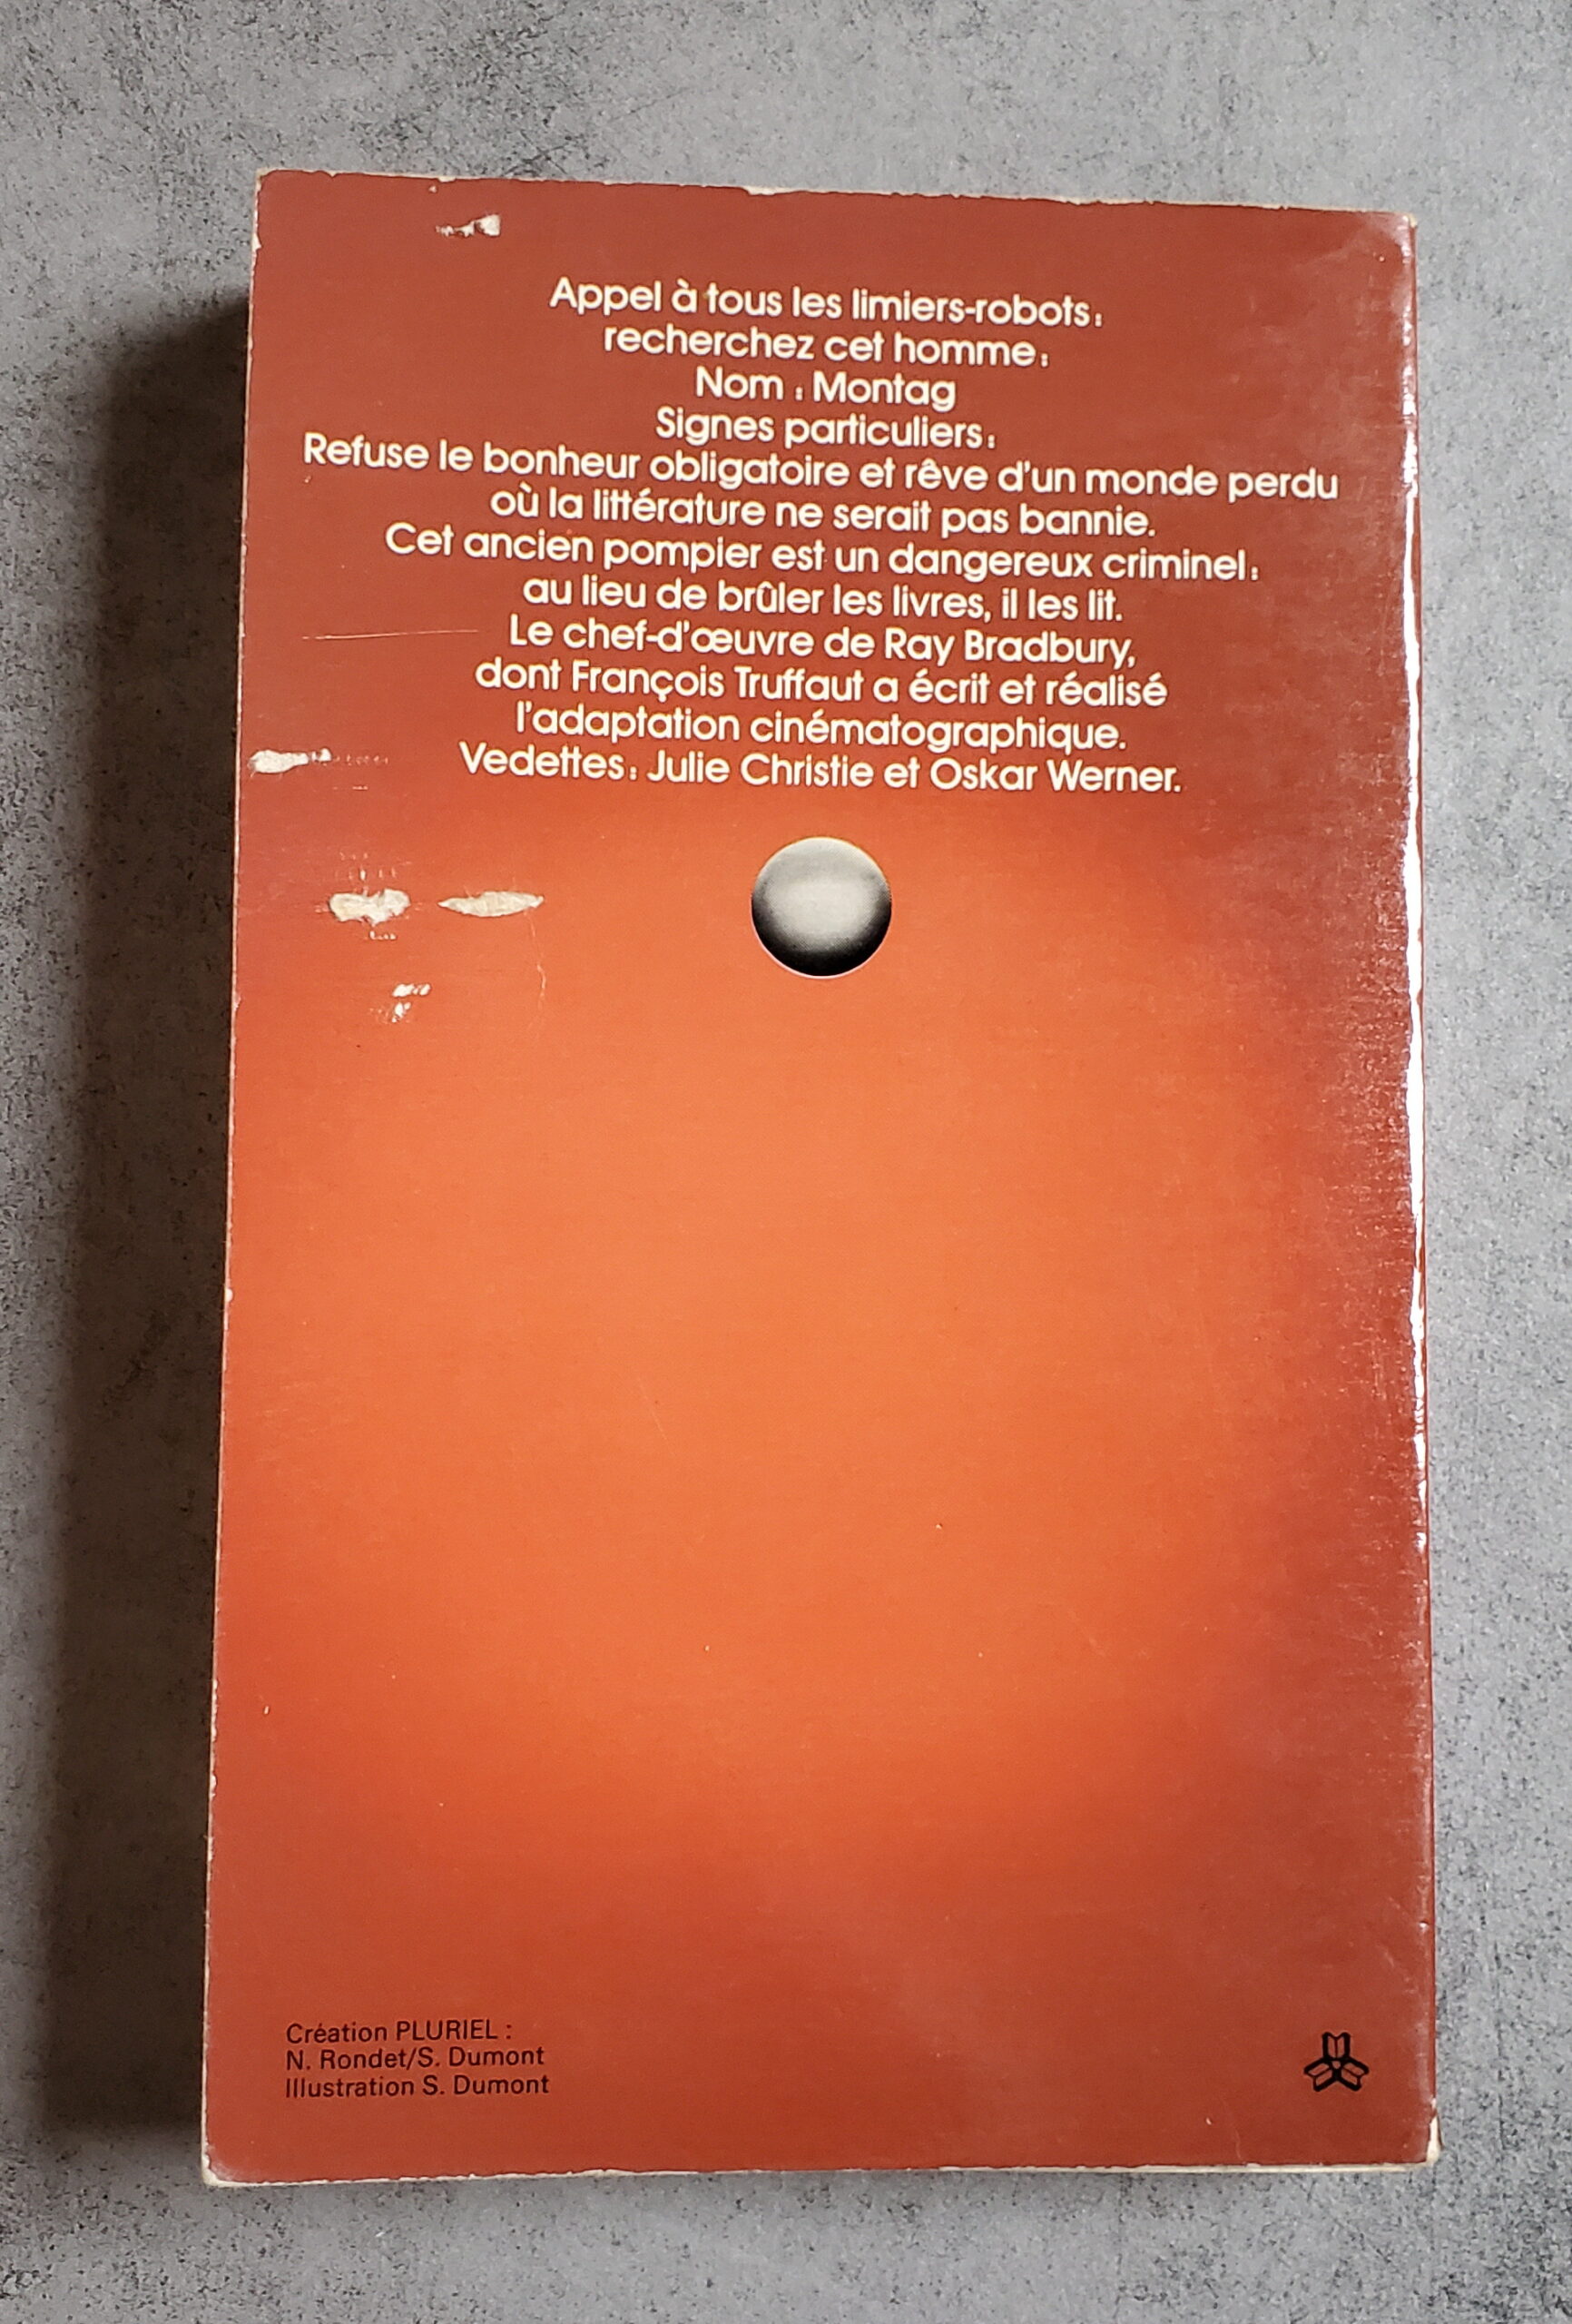 Appel à tous les limiers-robots:
recherchez cet homme:
Nom : Montag
Signes particuliers:
Refuse le bonheur obligatoire et rêve d'un monde perdu
où la littérature ne serait pas bannie.
Cet ancien pompier est un dangereux criminel:
au lieu de brûler les livres, il les lit.
Le chef-d'œuvre de Ray Bradbury,
dont François Truffaut a écrit et réalisé
l'adaptation cinématographique.
Vedettes: Julie Christie et Oskar Werner.
Création PLURIEL :
N. Rondet/S. Dumont
Illustration S. Dumont